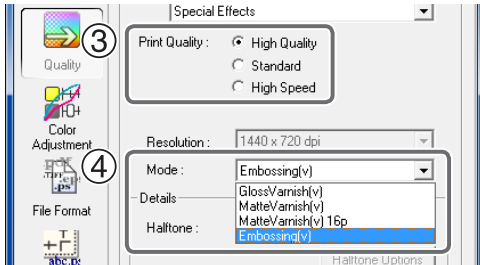 Special Effects
③
Print Quality :
High Quality
Standard
High Speed
Quality
Color
Adjustment
Resolution :
1440 x 720 dpi
④
Mode :
Embossing(v)
GlossVarnish(v)
MatteVarnish(v)
MatteVarnish(v) 16p
Embossing(v)
Details
Halftone :
Halftone Options
.ps
File Format
T